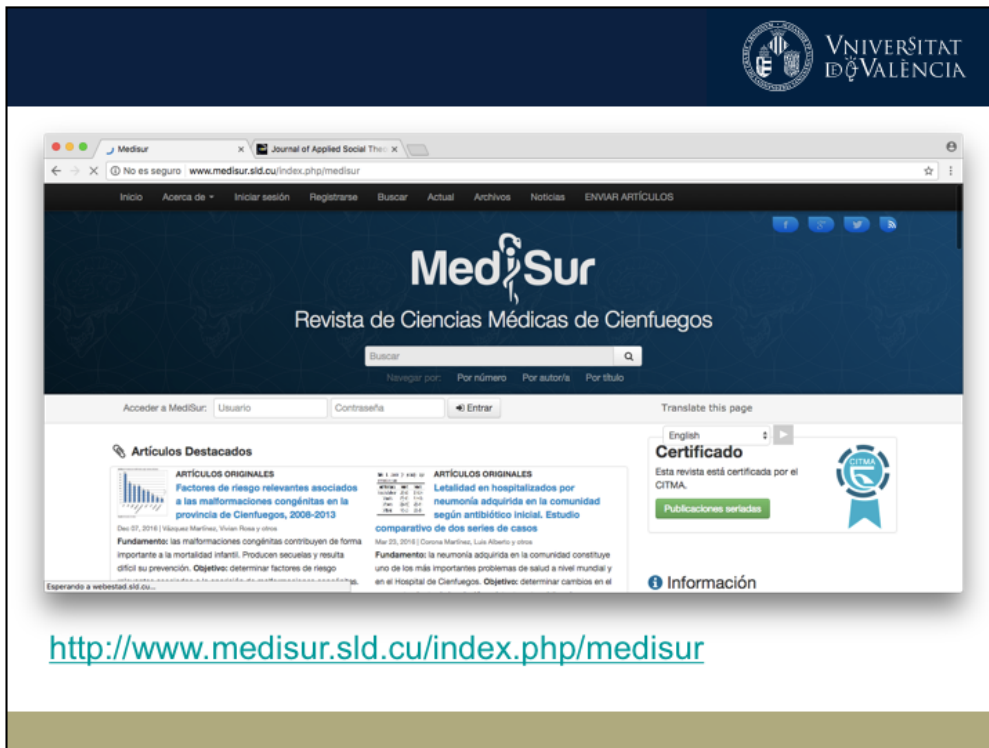 VNIVERSITAT
D VALÈNCIA
Medisur
Journal of Applied Social Theo
No es seguro www.medisur.sld.cu/index.php/medisur
Inicio Acerca de Iniciar sesión Registrarse Buscar Actual Archivos Noticias ENVIAR ARTÍCULOS
MediSur
Revista de Ciencias Médicas de Cienfuegos
Buscar
Navegar por: Por número Por autor/a Por título
Acceder a MediSur: Usuario Contraseña Entrar
Translate this page
English
Artículos Destacados
ARTÍCULOS ORIGINALES
Factores de riesgo relevantes asociados
a las malformaciones congénitas en la
provincia de Cienfuegos, 2008-2013
Dec 07, 2016 | Vázquez Martínez, Vivian Rosa y otros
Fundamento: las malformaciones congénitas contribuyen de forma
importante a la mortalidad infantil. Producen secuelas y resulta
difícil su prevención. Objetivo: determinar factores de riesgo
ARTÍCULOS ORIGINALES
Letalidad en hospitalizados por
neumonía adquirida en la comunidad
según antibiótico inicial. Estudio
comparativo de dos series de casos
Mar 23, 2016 | Corona Martínez, Luis Alberto y otros
Fundamento: la neumonía adquirida en la comunidad constituye
uno de los más importantes problemas de salud a nivel mundial y
en el Hospital de Cienfuegos. Objetivo: determinar cambios en el
Certificado
Esta revista está certificada por el
CITMA.
Publicaciones seriadas
CITMA
Información
Esperando a webestad.sld.cu...
http://www.medisur.sld.cu/index.php/medisur